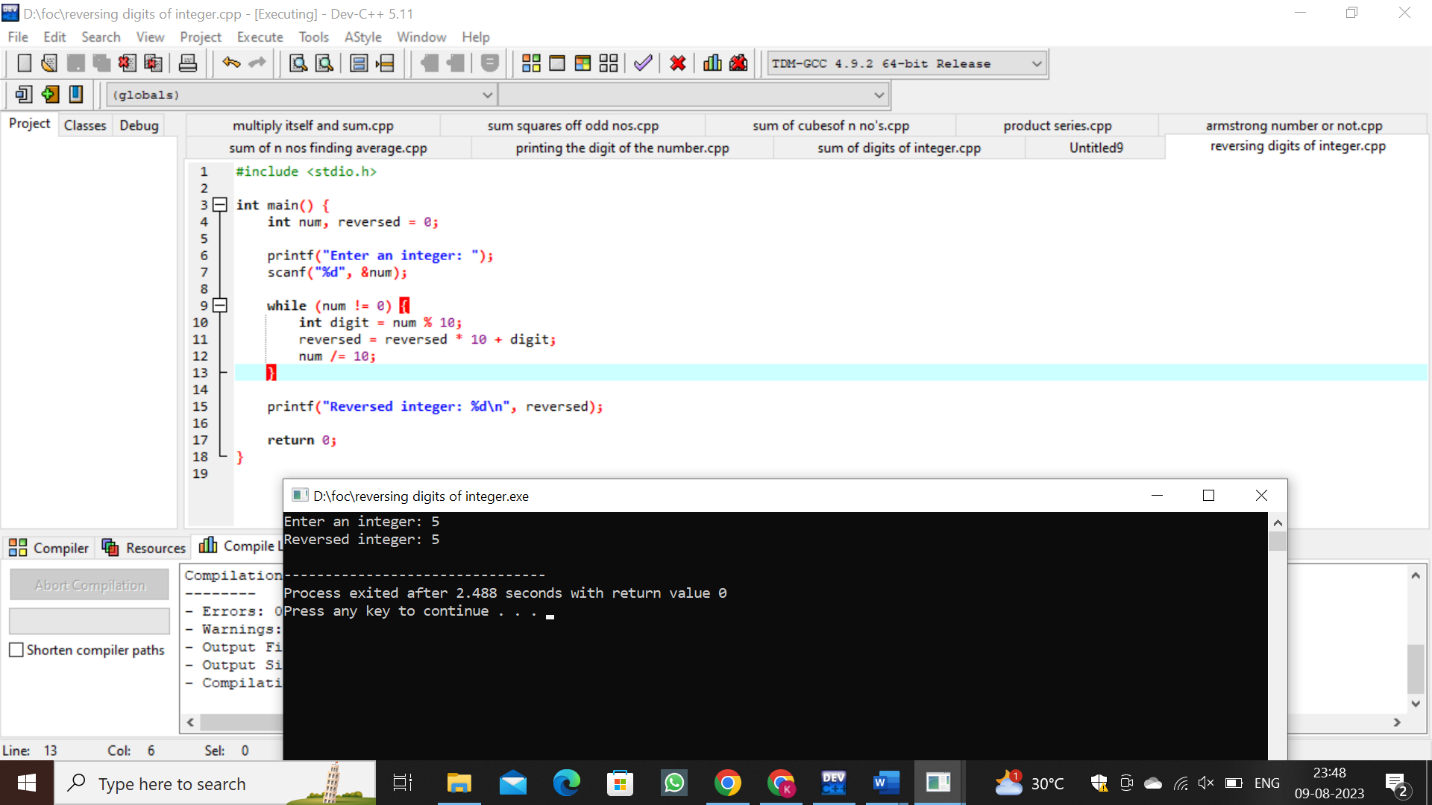 D:\foc\reversing digits of integer.cpp - [Executing] - Dev-C++ 5.11
File Edit Search View Project Execute Tools AStyle Window Help
TDM-GCC 4.9.2 64-bit Release
(globals)
Project Classes Debug
multiply itself and sum.cpp sum squares off odd nos.cpp sum of cubesof n no's.cpp product series.cpp armstrong number or not.cpp
sum of n nos finding average.cpp printing the digit of the number.cpp sum of digits of integer.cpp Untitled9 reversing digits of integer.cpp
1 #include <stdio.h>
2
3 int main() {
4 int num, reversed = 0;
5
6 printf("Enter an integer: ");
7 scanf("%d", &num);
8
9 while (num != 0) {
10 int digit = num % 10;
11 reversed = reversed * 10 + digit;
12 num /= 10;
13 }
14
15 printf("Reversed integer: %d\n", reversed);
16
17 return 0;
18 }
19
D:\foc\reversing digits of integer.exe
Enter an integer: 5
Reversed integer: 5
--------------------------------
Process exited after 2.488 seconds with return value 0
Press any key to continue . . .
Compiler Resources Compile L
Abort Compilation
Shorten compiler paths
Compilation
--------
- Errors: 0
- Warnings:
- Output Fi
- Output Si
- Compilati
Line: 13 Col: 6 Sel: 0
Type here to search
DEV C++
W
K
1
30°C
ENG
23:48
09-08-2023
2